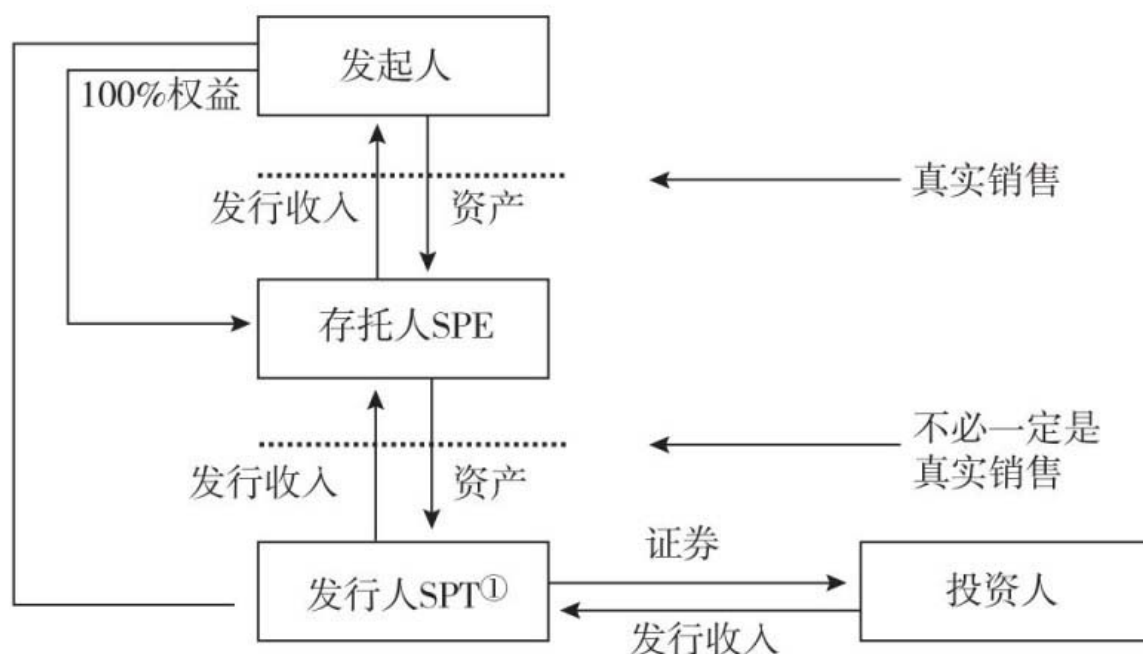 发起人
100%权益
发行收入
资产
真实销售
存托人SPE
发行收入
资产
不必一定是
真实销售
证券
发行人SPT①
投资人
发行收入